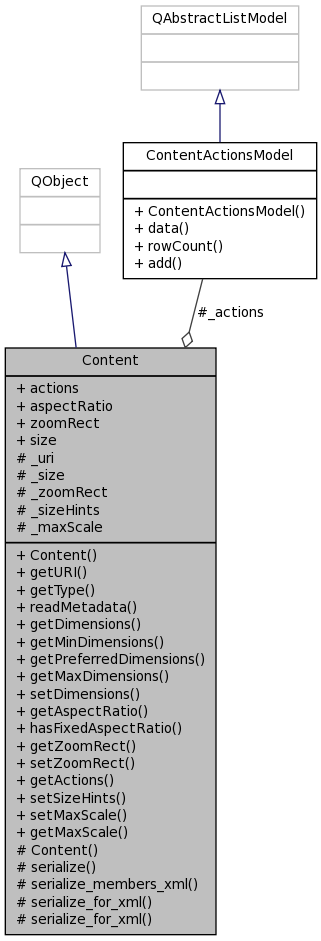 QAbstractListModel
ContentActionsModel
+ ContentActionsModel()
+ data()
+ rowCount()
+ add()
QObject
#_actions
Content
+ actions
+ aspectRatio
+ zoomRect
+ size
# _uri
# _size
# _zoomRect
# _sizeHints
# _maxScale
+ Content()
+ getURI()
+ getType()
+ readMetadata()
+ getDimensions()
+ getMinDimensions()
+ getPreferredDimensions()
+ getMaxDimensions()
+ setDimensions()
+ getAspectRatio()
+ hasFixedAspectRatio()
+ getZoomRect()
+ setZoomRect()
+ getActions()
+ setSizeHints()
+ setMaxScale()
+ getMaxScale()
# Content()
# serialize()
# serialize_members_xml()
# serialize_for_xml()
# serialize_for_xml()